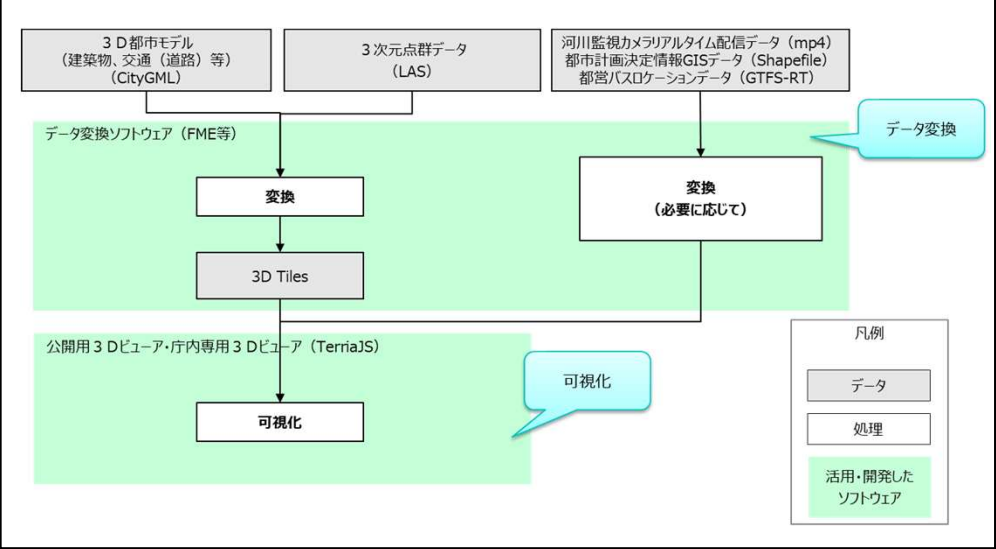 ３Ｄ都市モデル
（建築物、交通（道路）等）
（CityGML）
３次元点群データ
（LAS）
河川監視カメラリアルタイム配信データ（mp4）
都市計画決定情報GISデータ（Shapefile）
都営バスロケーションデータ（GTFS-RT）
データ変換ソフトウェア（FME等）
データ変換
変換
変換
（必要に応じて）
3D Tiles
公開用３Ｄビューア・庁内専用３Ｄビューア（TerriaJS）
可視化
可視化
凡例
データ
処理
活用・開発した
ソフトウェア